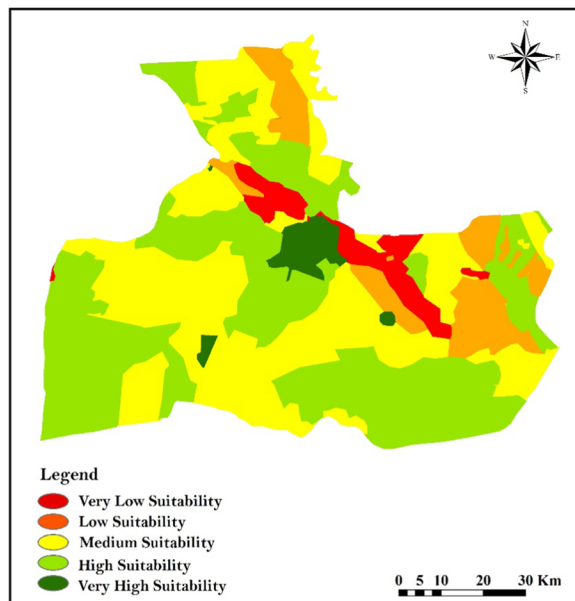 N
W E
S
Legend
Very Low Suitability
Low Suitability
Medium Suitability
High Suitability
Very High Suitability
0 5 10 20 30 Km